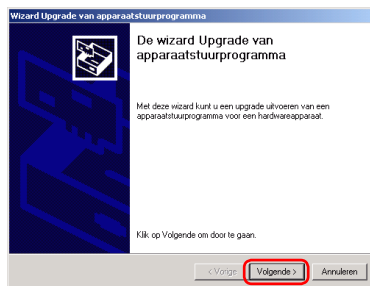 Wizard Upgrade van apparaatstuurprogramma
De wizard Upgrade van
apparaatstuurprogramma
Met deze wizard kunt u een upgrade uitvoeren van een
apparaatstuurprogramma voor een hardwareapparaat.
Klik op Volgende om door te gaan.
< Vorige Volgende > Annuleren